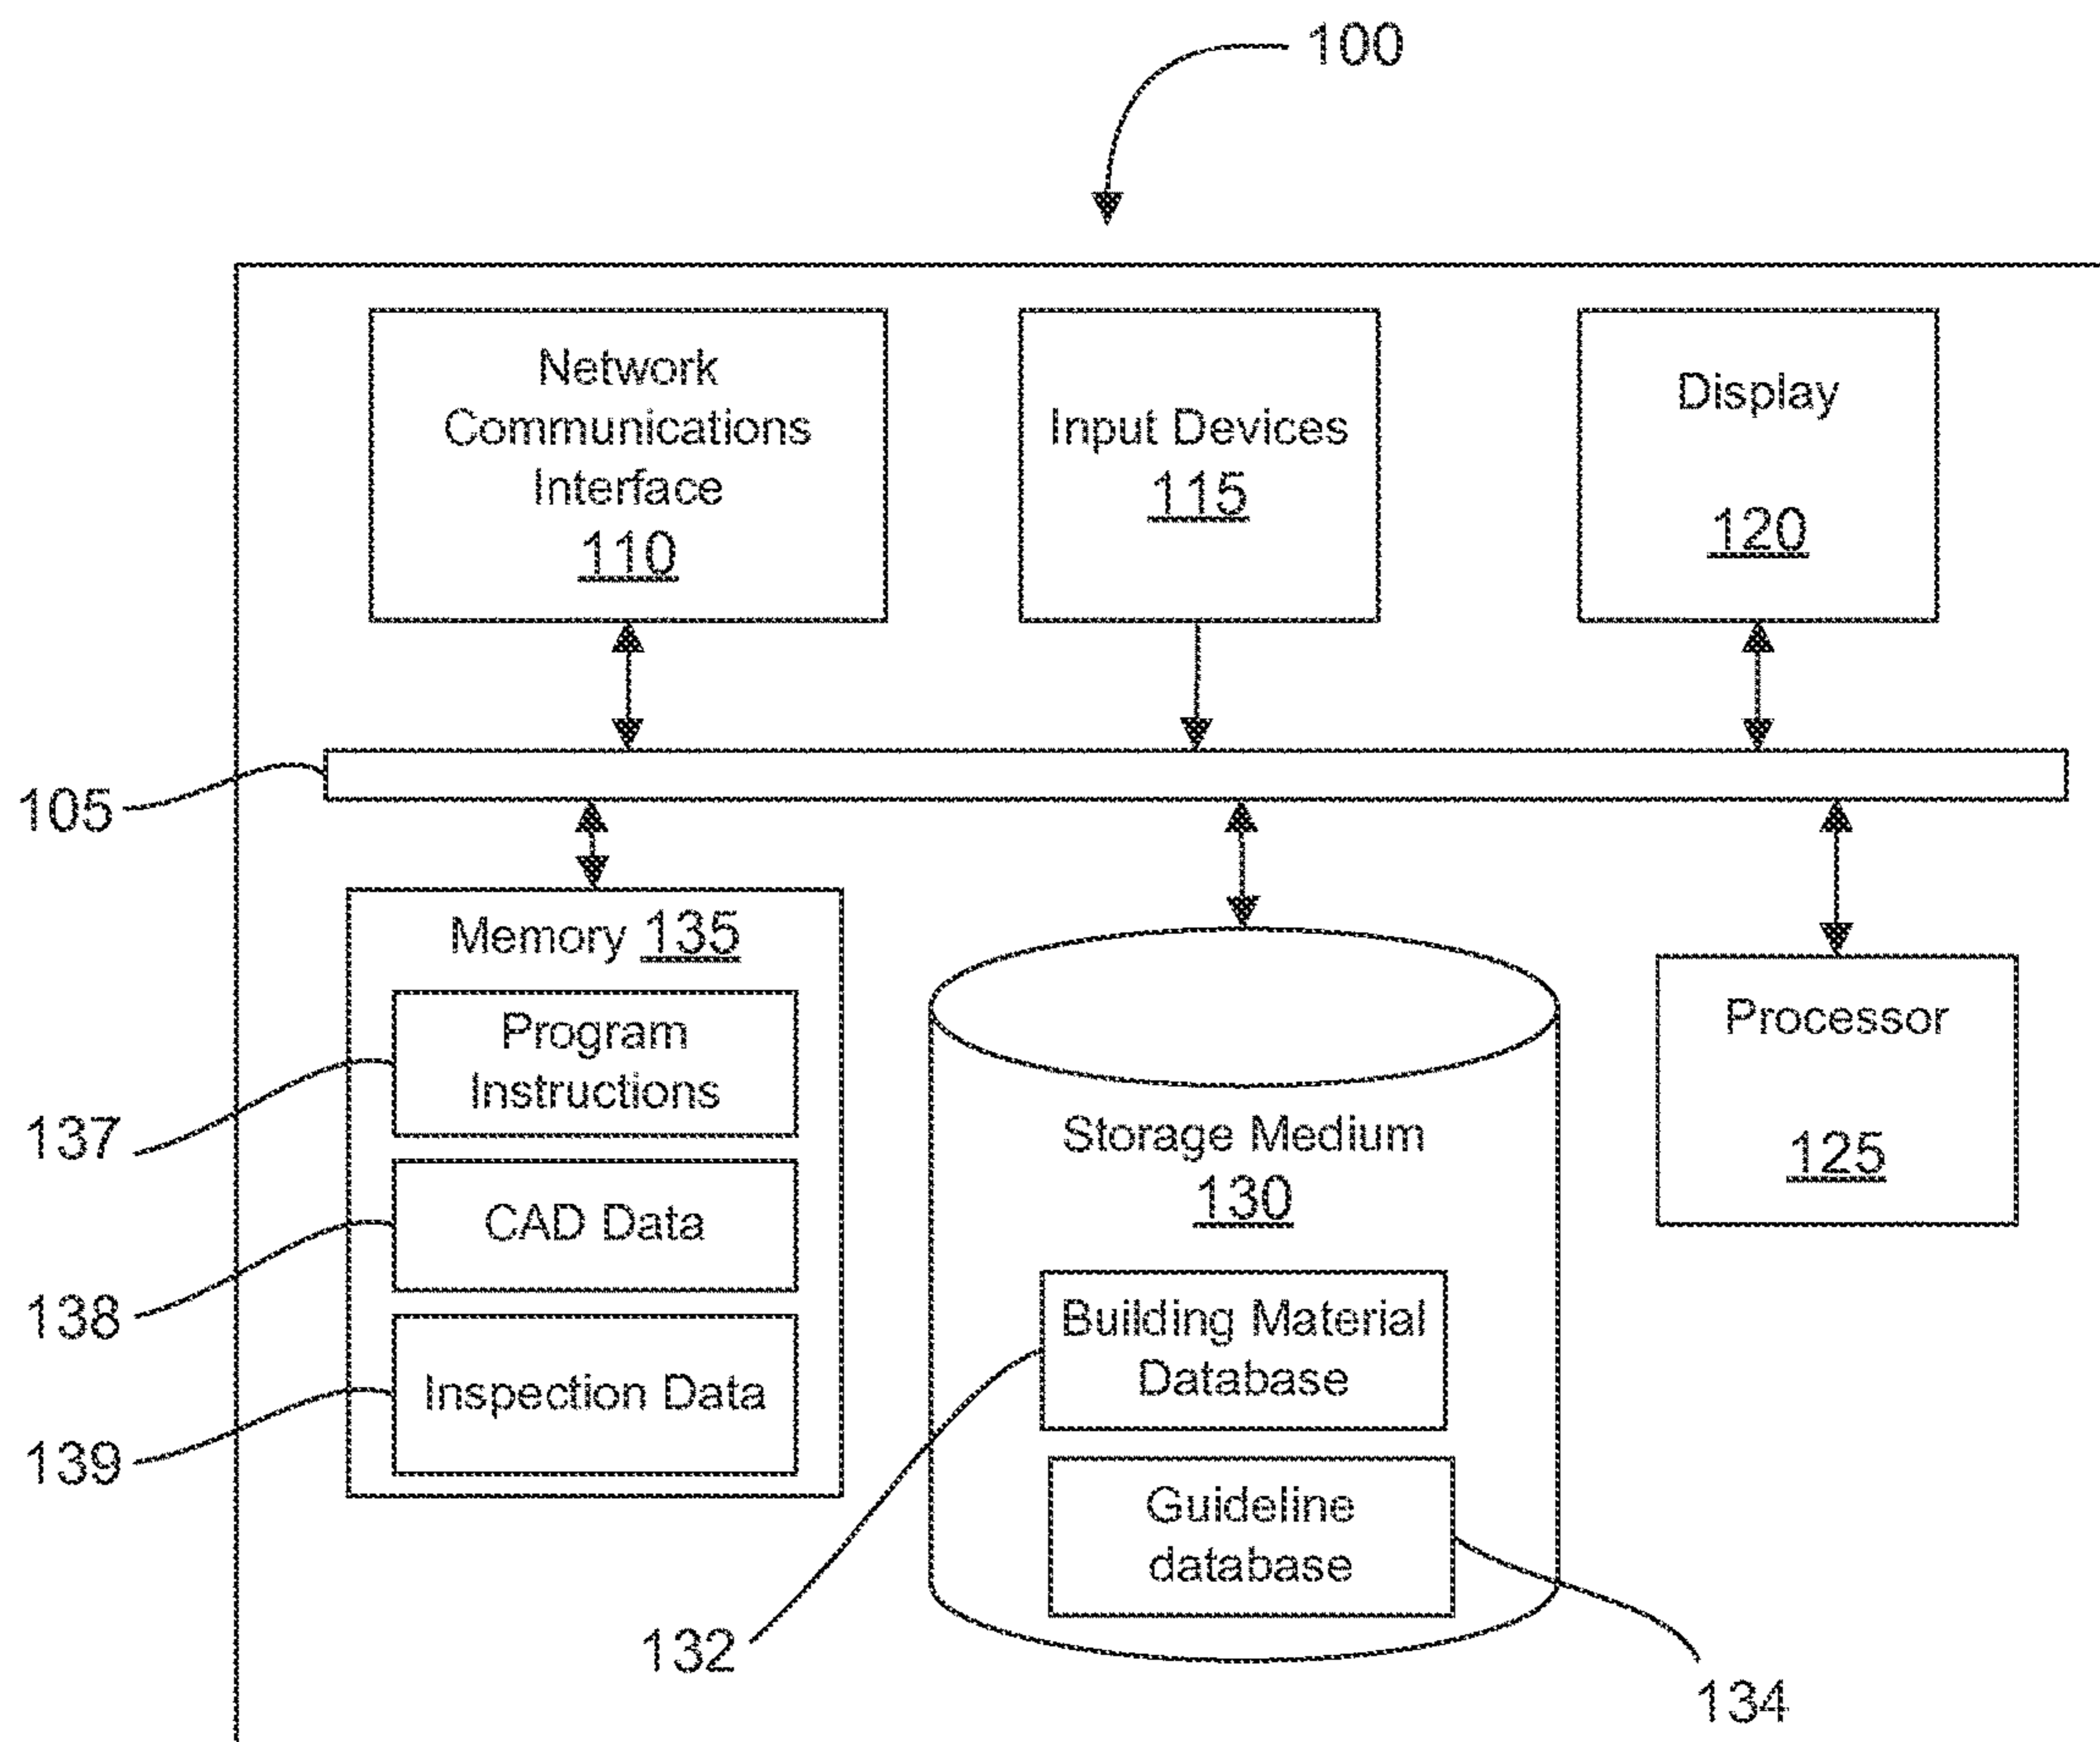 100
Network
Communications
Interface
110
Input Devices
115
Display
120
105
Memory 135
Program
Instructions
137
CAD Data
138
Inspection Data
139
Storage Medium
130
Building Material
Database
132
Guideline
database
134
Processor
125